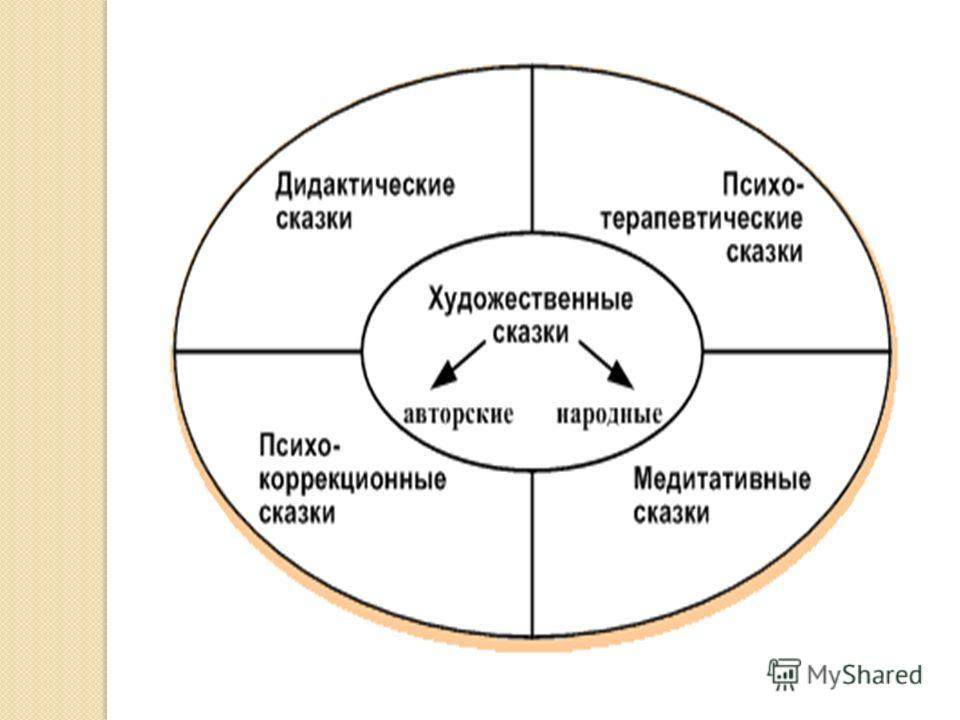 Дидактические
сказки
Психо-
терапевтические
сказки
Художественные
сказки
авторские народные
Психо-
коррекционные
сказки
Медитативные
сказки
MyShared